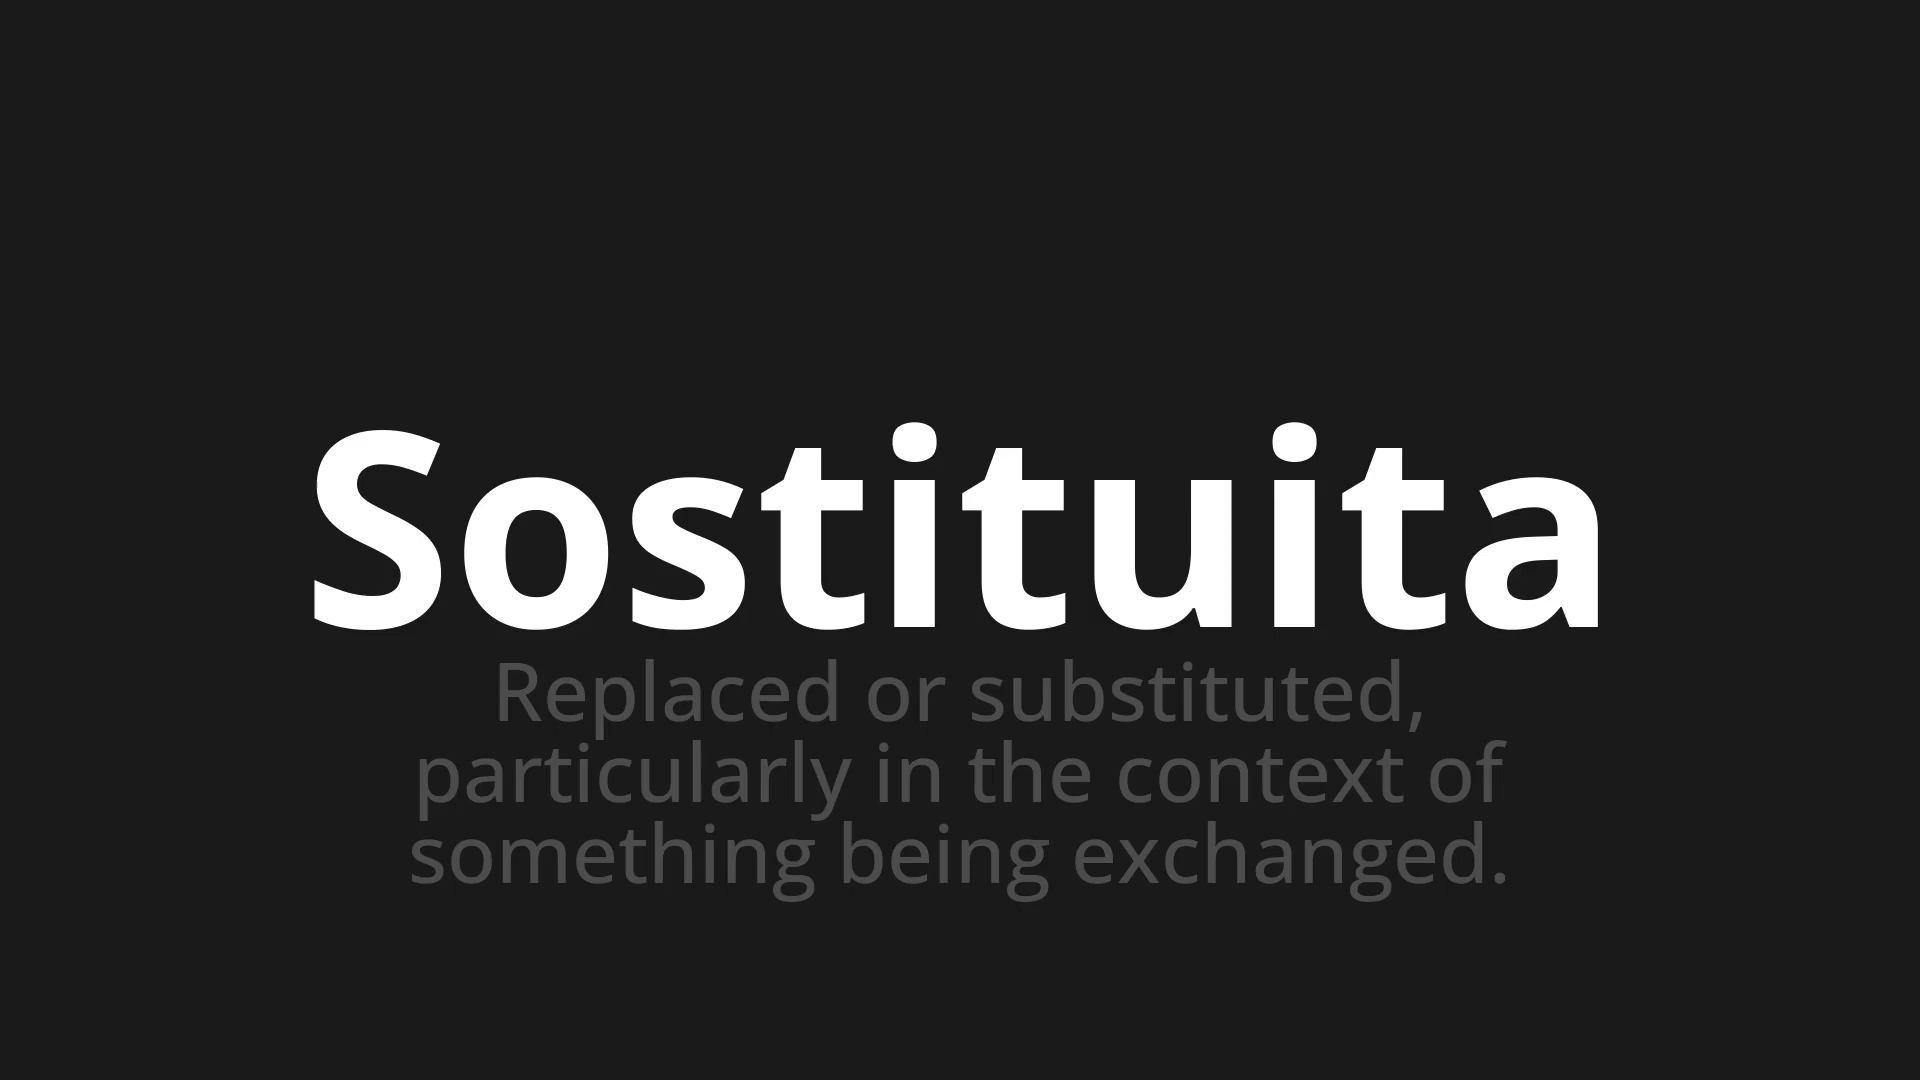 Sostituita
Replaced or substituted,
particularly in the context of
something being exchanged.